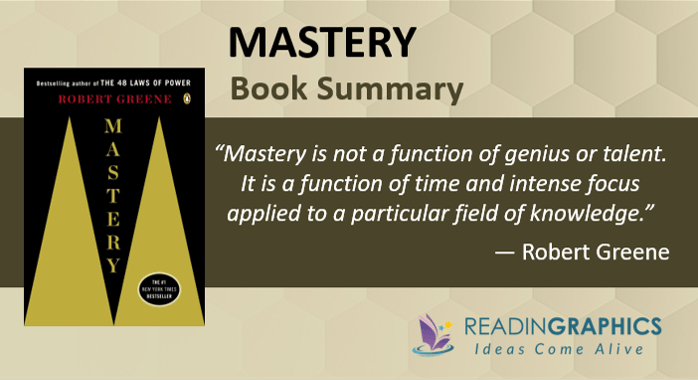 MASTERY
Book Summary
Bestselling author of THE 48 LAWS OF POWER
ROBERT GREENE
MASTERY
THE #1
NEW YORK TIMES
BESTSELLER
“Mastery is not a function of genius or talent.
It is a function of time and intense focus
applied to a particular field of knowledge.”
— Robert Greene
READINGRAPHICS
Ideas Come Alive